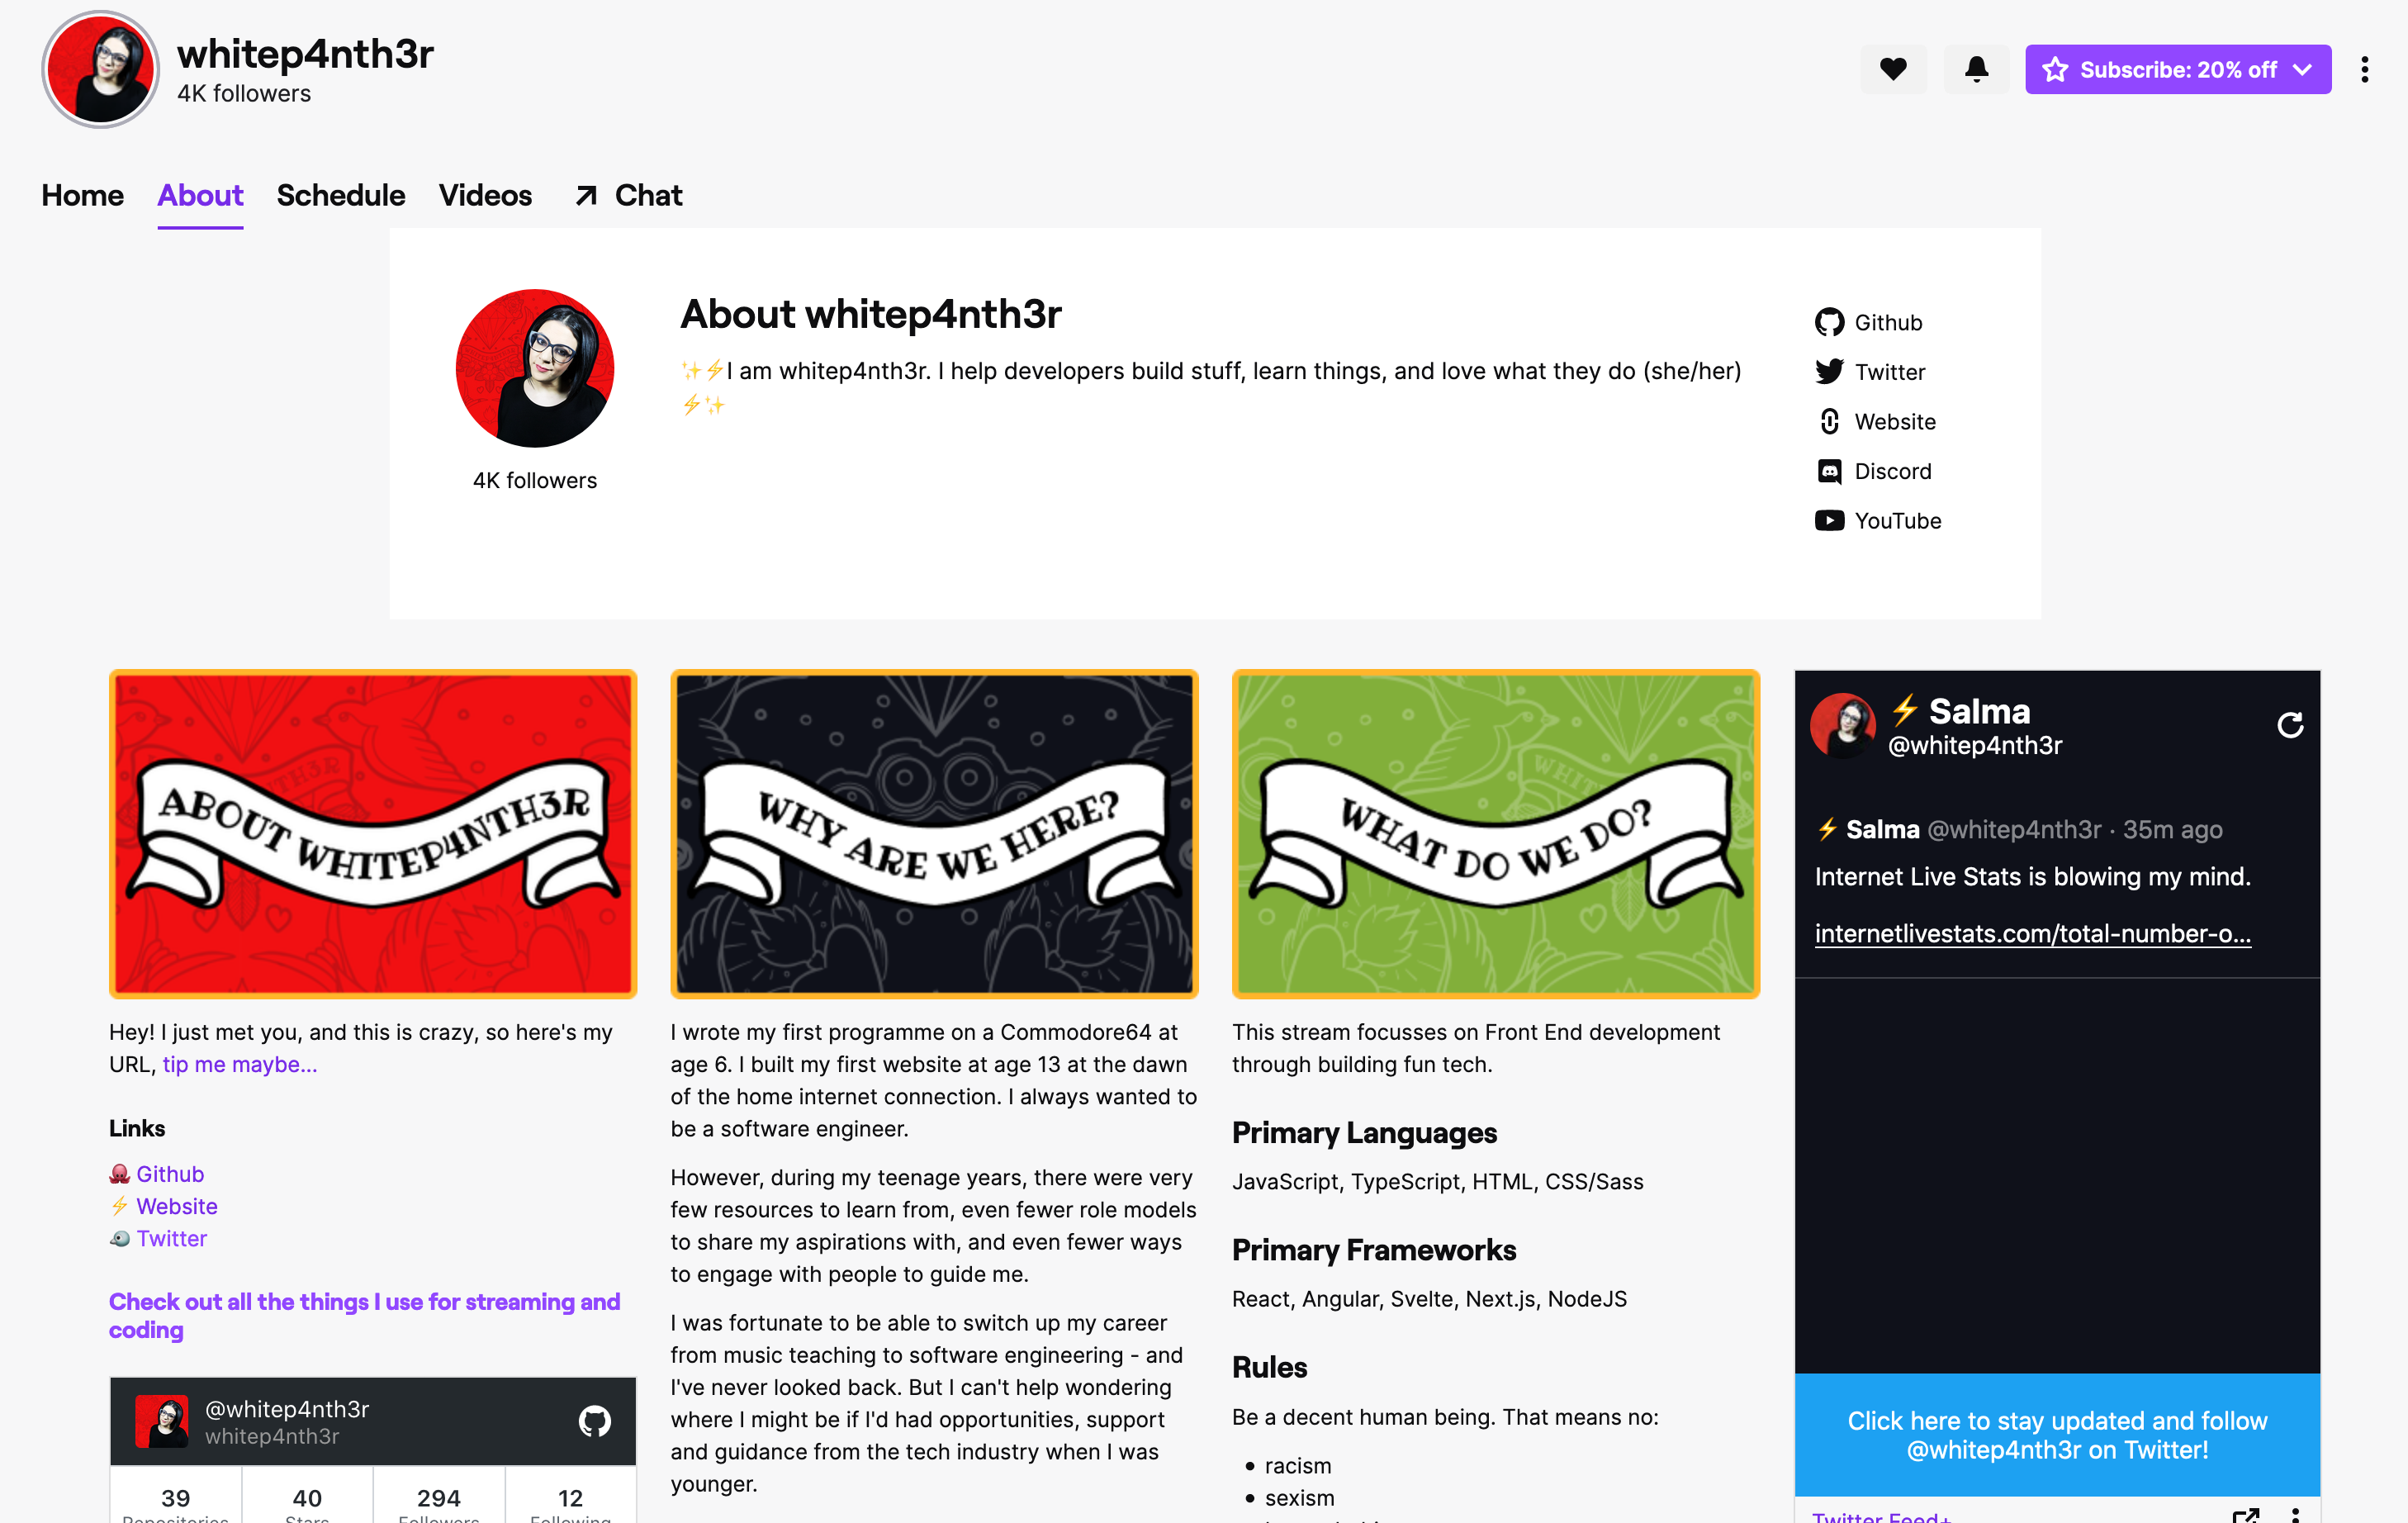 whitep4nth3r
4K followers
Subscribe: 20% off
Home About Schedule Videos Chat
About whitep4nth3r
✨⚡I am whitep4nth3r. I help developers build stuff, learn things, and love what they do (she/her)
⚡✨
4K followers
Github
Twitter
Website
Discord
YouTube
ABOUT WHITEP4NTH3R
Hey! I just met you, and this is crazy, so here's my
URL, tip me maybe...
Links
🐙 Github
⚡ Website
🐦 Twitter
Check out all the things I use for streaming and
coding
@whitep4nth3r
whitep4nth3r
39 40 294 12
Repositories Stars Followers Following
WHY ARE WE HERE?
I wrote my first programme on a Commodore64 at
age 6. I built my first website at age 13 at the dawn
of the home internet connection. I always wanted to
be a software engineer.
However, during my teenage years, there were very
few resources to learn from, even fewer role models
to share my aspirations with, and even fewer ways
to engage with people to guide me.
I was fortunate to be able to switch up my career
from music teaching to software engineering - and
I've never looked back. But I can't help wondering
where I might be if I'd had opportunities, support
and guidance from the tech industry when I was
younger.
WHAT DO WE DO?
This stream focusses on Front End development
through building fun tech.
Primary Languages
JavaScript, TypeScript, HTML, CSS/Sass
Primary Frameworks
React, Angular, Svelte, Next.js, NodeJS
Rules
Be a decent human being. That means no:
• racism
• sexism
⚡ Salma
@whitep4nth3r
⚡ Salma @whitep4nth3r · 35m ago
Internet Live Stats is blowing my mind.
internetlivestats.com/total-number-o...
Click here to stay updated and follow
@whitep4nth3r on Twitter!
Twitter Feed+